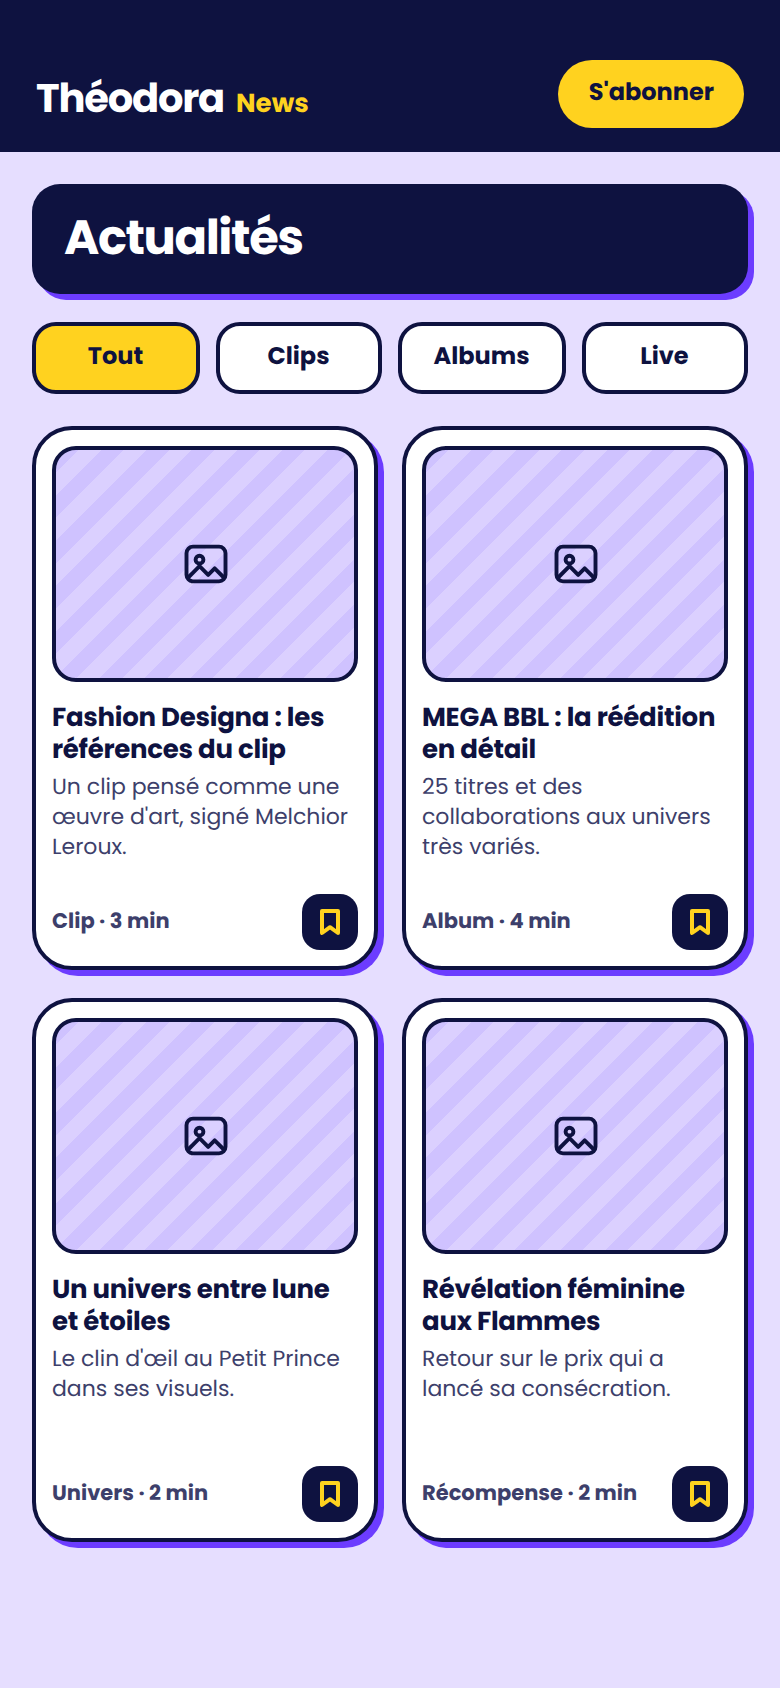 Théodora News
S'abonner
Actualités
Tout
Clips
Albums
Live
Fashion Designa : les
références du clip
Un clip pensé comme une
œuvre d'art, signé Melchior
Leroux.
Clip · 3 min
MEGA BBL : la réédition
en détail
25 titres et des
collaborations aux univers
très variés.
Album · 4 min
Un univers entre lune
et étoiles
Le clin d'œil au Petit Prince
dans ses visuels.
Univers · 2 min
Révélation féminine
aux Flammes
Retour sur le prix qui a
lancé sa consécration.
Récompense · 2 min